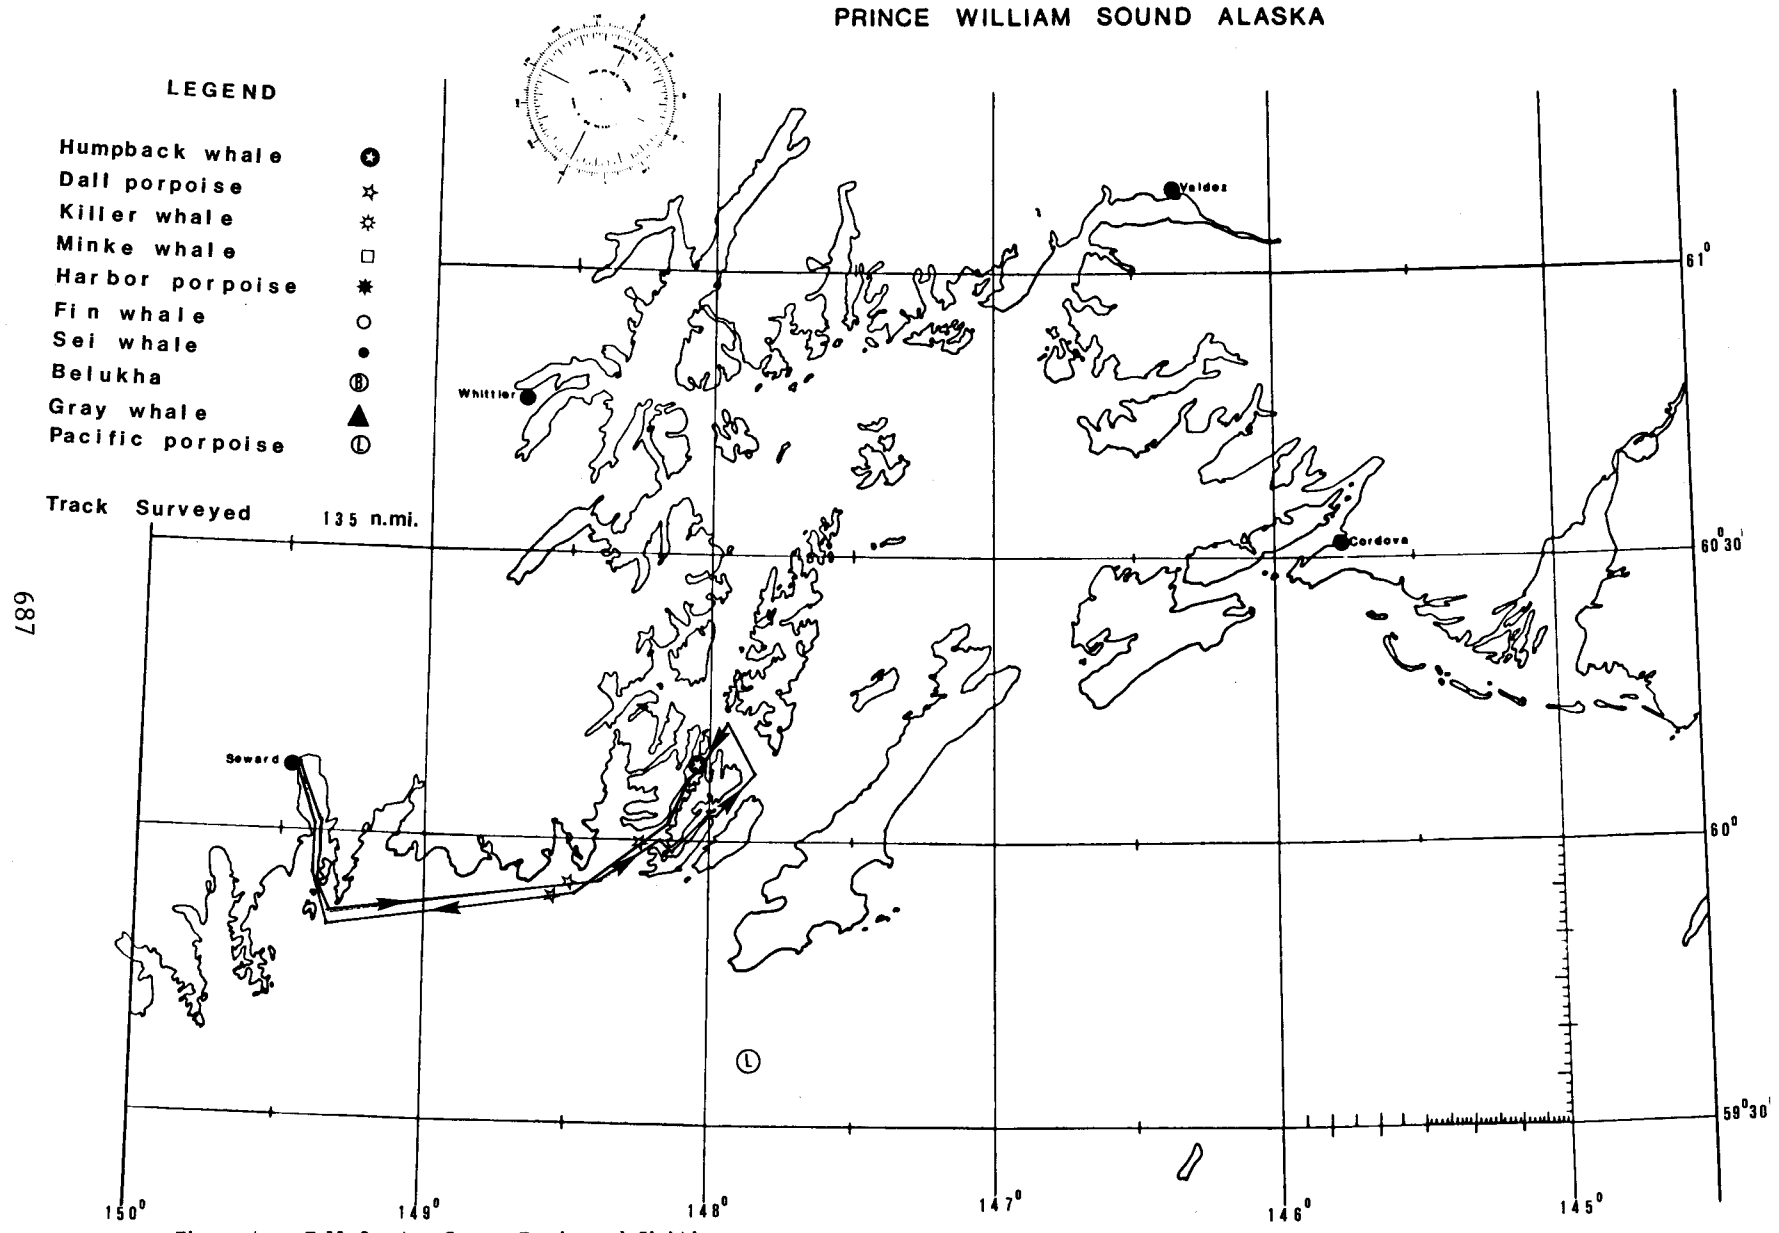 PRINCE WILLIAM SOUND ALASKA
LEGEND
Humpback whale
Dall porpoise
Killer whale
Minke whale
Harbor porpoise
Fin whale
Sei whale
Belukha B
Gray whale
Pacific porpoise L
Track Surveyed 135 n.mi.
Valdez
61°
Whittier
Cordova
60°30'
687
Seward
60°
L
59°30'
150° 149° 148° 147° 146° 145°